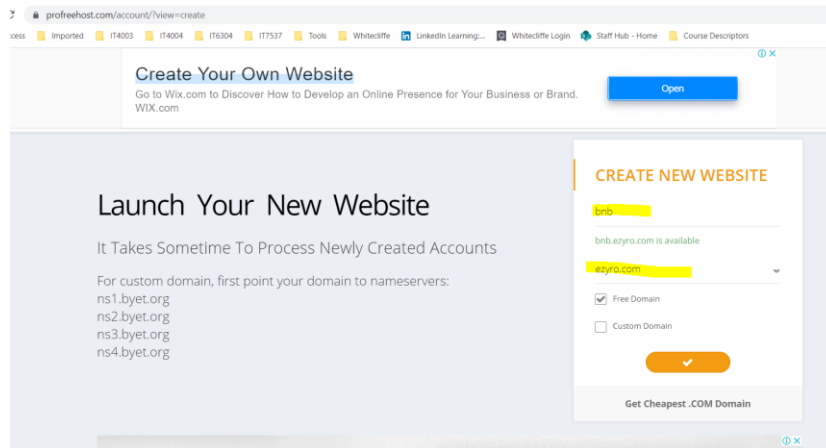 profreehost.com/account/?view=create
cess Imported IT4003 IT4004 IT6304 IT7537 Tools Whitecliffe LinkedIn Learning:... Whitecliffe Login Staff Hub - Home Course Descriptors
Create Your Own Website
Go to Wix.com to Discover How to Develop an Online Presence for Your Business or Brand.
WIX.com
Open
CREATE NEW WEBSITE
Launch Your New Website
bnb
It Takes Sometime To Process Newly Created Accounts
bnb.ezyro.com is available
ezyro.com
For custom domain, first point your domain to nameservers:
ns1.byet.org
ns2.byet.org
ns3.byet.org
ns4.byet.org
Free Domain
Custom Domain
Get Cheapest .COM Domain